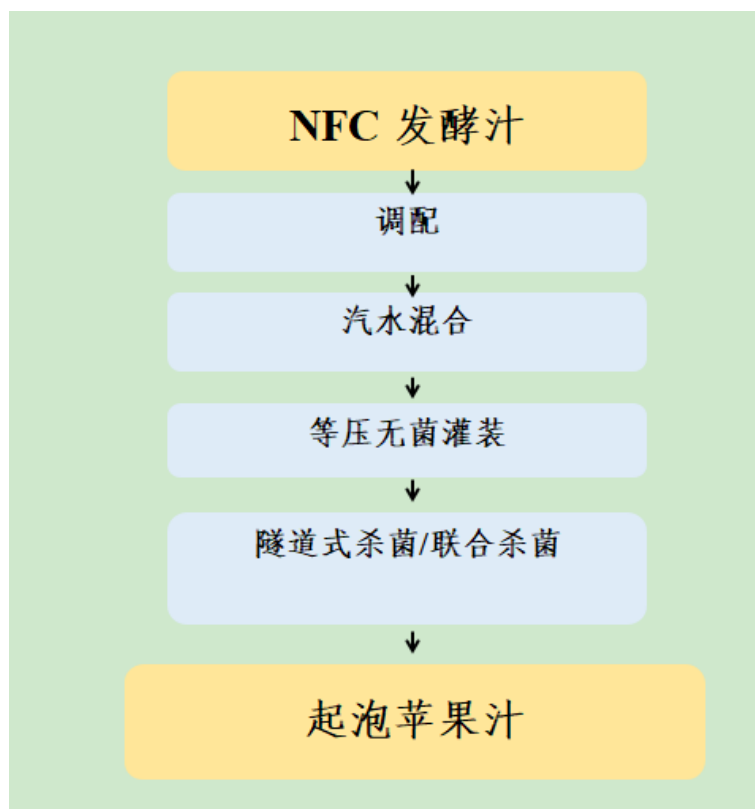 NFC 发酵汁
调配
汽水混合
等压无菌灌装
隧道式杀菌/联合杀菌
起泡苹果汁